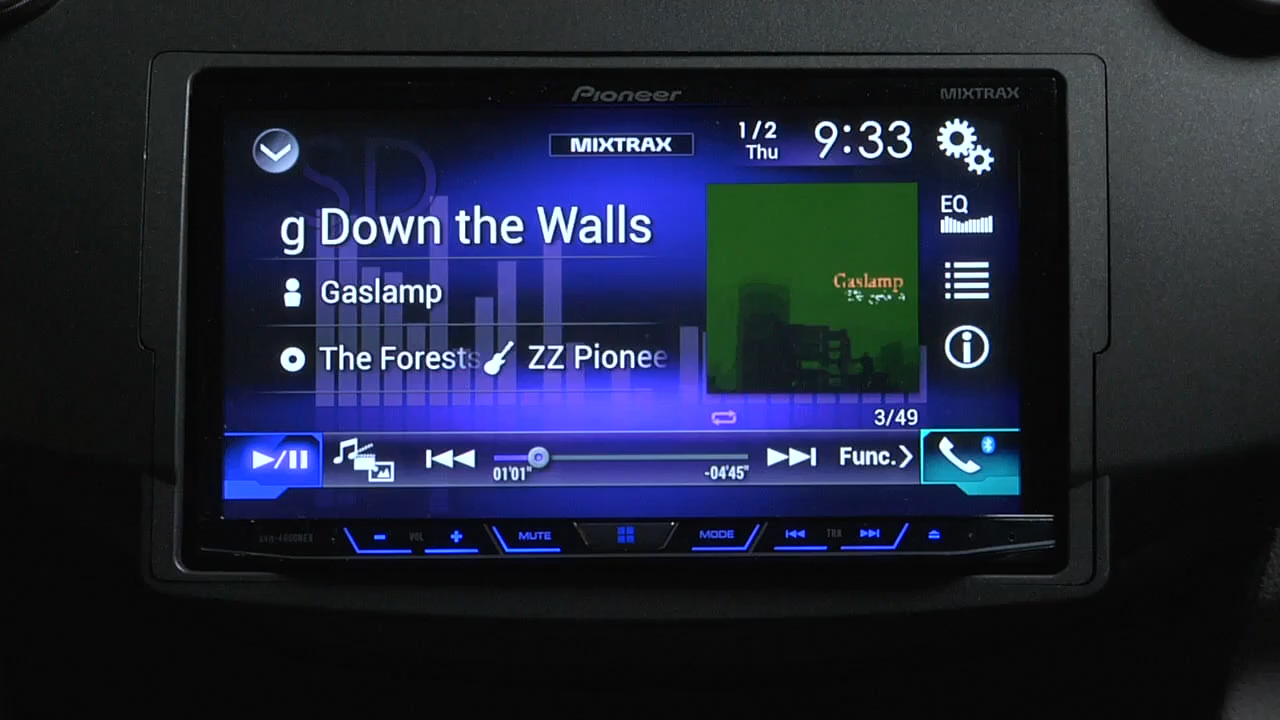 Pioneer
MIXTRAX
MIXTRAX
1/2
Thu
9:33
SD
EQ
g Down the Walls
Gaslamp
Gaslamp
The Forests
ZZ Pionee
3/49
01'01"
-04'45"
Func.
VOL
MUTE
MODE
TRK